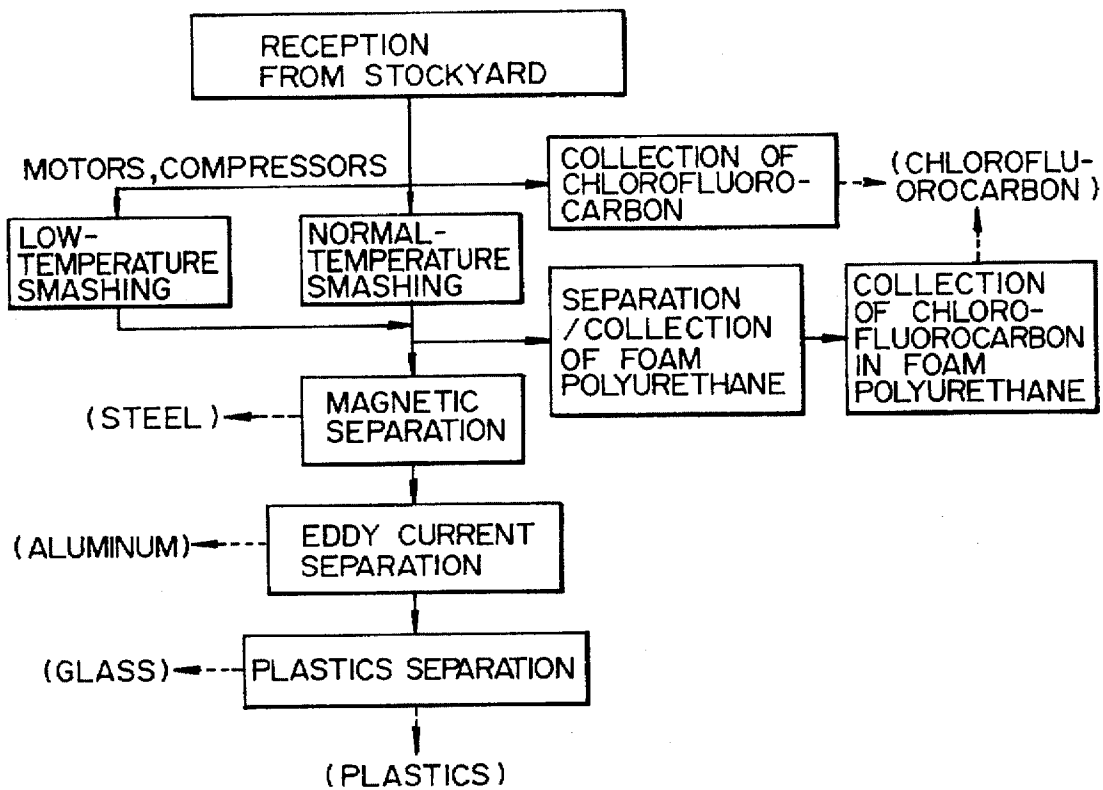 RECEPTION
FROM STOCKYARD
MOTORS,COMPRESSORS
COLLECTION OF
CHLOROFLUORO-
CARBON
(CHLOROFLU-
OROCARBON)
LOW-
TEMPERATURE
SMASHING
NORMAL-
TEMPERATURE
SMASHING
SEPARATION
/COLLECTION
OF FOAM
POLYURETHANE
COLLECTION
OF CHLORO-
FLUOROCARBON
IN FOAM
POLYURETHANE
(STEEL)
MAGNETIC
SEPARATION
(ALUMINUM)
EDDY CURRENT
SEPARATION
(GLASS)
PLASTICS SEPARATION
(PLASTICS)